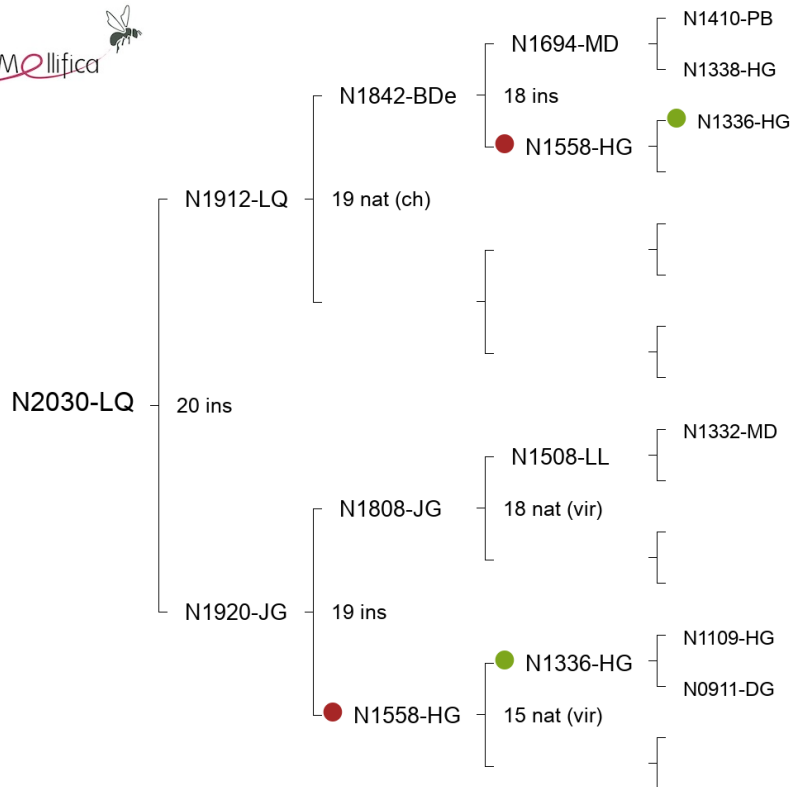 Mellifica
N1410-PB
N1694-MD
N1338-HG
N1842-BDe
18 ins
N1336-HG
N1558-HG
N1912-LQ
19 nat (ch)
N2030-LQ
20 ins
N1332-MD
N1508-LL
N1808-JG
18 nat (vir)
N1920-JG
19 ins
N1109-HG
N1336-HG
N0911-DG
N1558-HG
15 nat (vir)